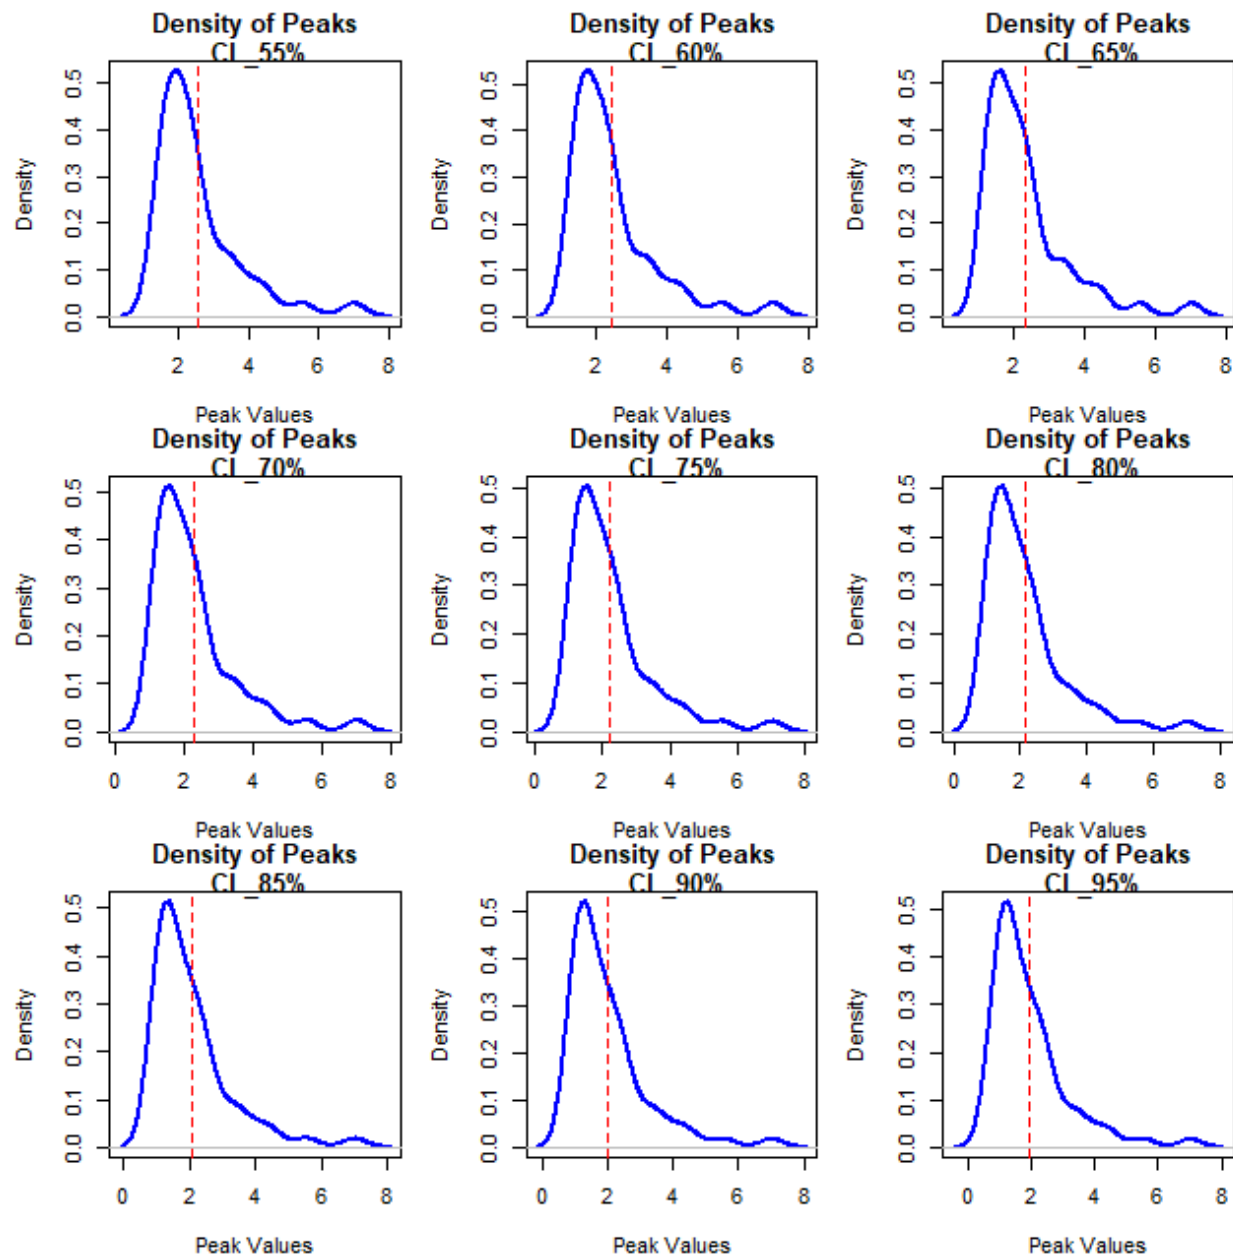 Density of Peaks
CI_55%
Density
0.0 0.1 0.2 0.3 0.4 0.5
2 4 6 8
Peak Values
Density of Peaks
CI_60%
Density
0.0 0.1 0.2 0.3 0.4 0.5
2 4 6 8
Peak Values
Density of Peaks
CI_65%
Density
0.0 0.1 0.2 0.3 0.4 0.5
2 4 6 8
Peak Values
Density of Peaks
CI_70%
Density
0.0 0.1 0.2 0.3 0.4 0.5
0 2 4 6 8
Peak Values
Density of Peaks
CI_75%
Density
0.0 0.1 0.2 0.3 0.4 0.5
0 2 4 6 8
Peak Values
Density of Peaks
CI_80%
Density
0.0 0.1 0.2 0.3 0.4 0.5
0 2 4 6 8
Peak Values
Density of Peaks
CI_85%
Density
0.0 0.1 0.2 0.3 0.4 0.5
0 2 4 6 8
Peak Values
Density of Peaks
CI_90%
Density
0.0 0.1 0.2 0.3 0.4 0.5
0 2 4 6 8
Peak Values
Density of Peaks
CI_95%
Density
0.0 0.1 0.2 0.3 0.4 0.5
0 2 4 6 8
Peak Values